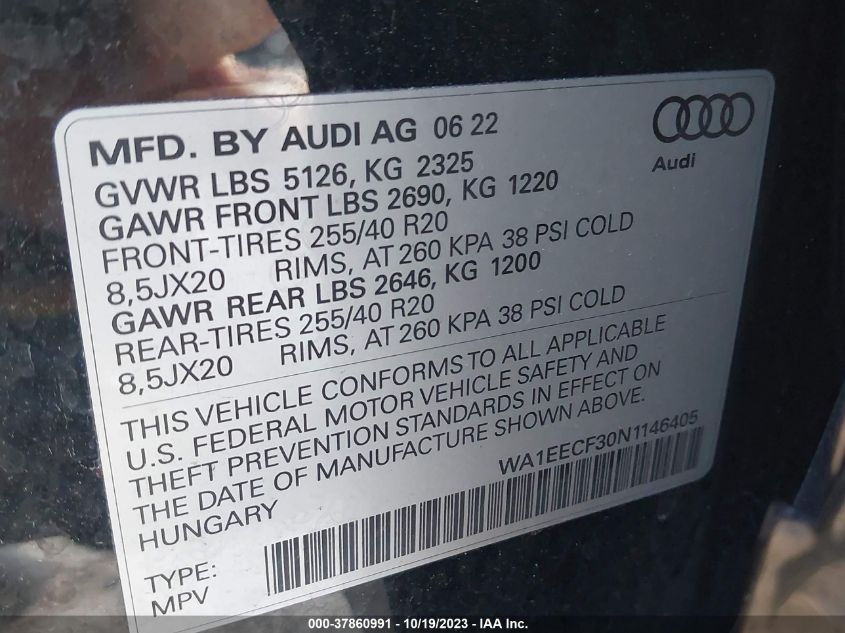 MFD. BY AUDI AG 06 22
Audi
GVWR LBS 5126, KG 2325
GAWR FRONT LBS 2690, KG 1220
FRONT-TIRES 255/40 R20
8,5JX20 RIMS, AT 260 KPA 38 PSI COLD
GAWR REAR LBS 2646, KG 1200
REAR-TIRES 255/40 R20
8,5JX20 RIMS, AT 260 KPA 38 PSI COLD
THIS VEHICLE CONFORMS TO ALL APPLICABLE
U.S. FEDERAL MOTOR VEHICLE SAFETY AND
THEFT PREVENTION STANDARDS IN EFFECT ON
THE DATE OF MANUFACTURE SHOWN ABOVE.
HUNGARY
WA1EECF30N1146405
TYPE:
MPV
000-37860991 - 10/19/2023 - IAA Inc.